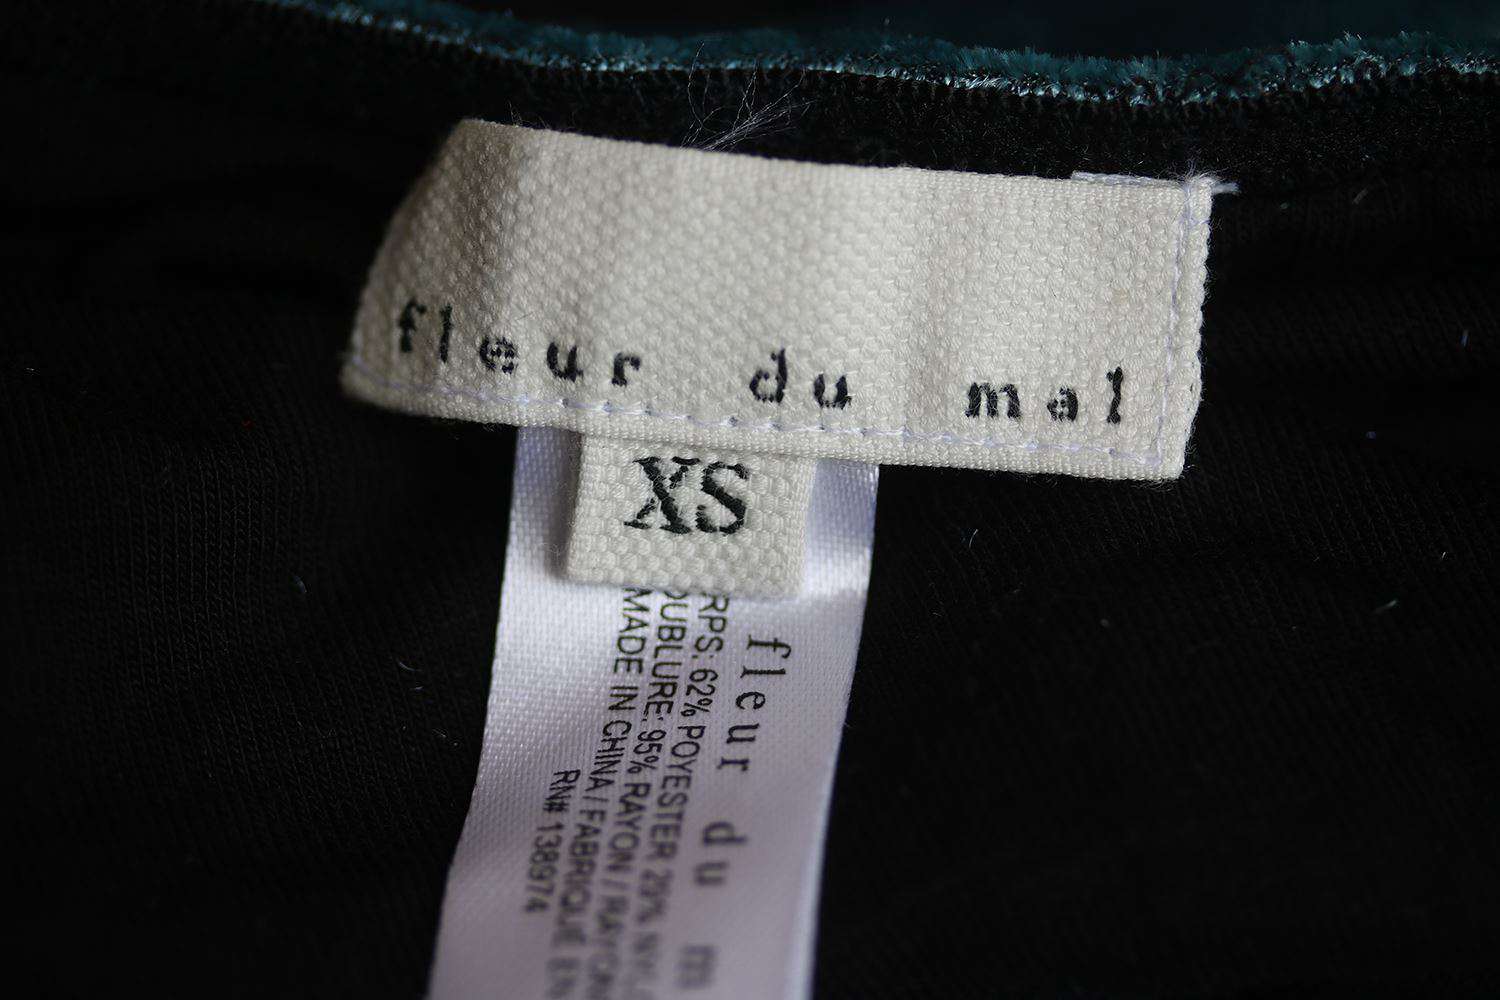 fleur du mal
XS
fleur du
RPS: 62% POYESTER 29%
OUBLURE: 95% RAYON / RAYON
MADE IN CHINA / FABRIQUE EN
RN# 138974